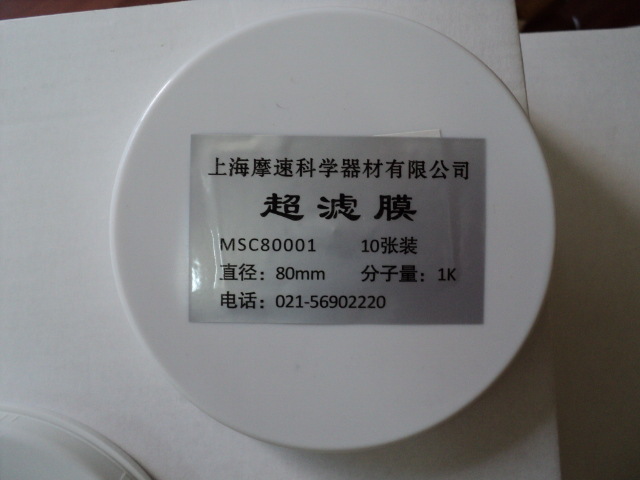 上海摩速科学器材有限公司
超滤膜
MSC80001 10张装
直径：80mm 分子量：1K
电话：021-56902220